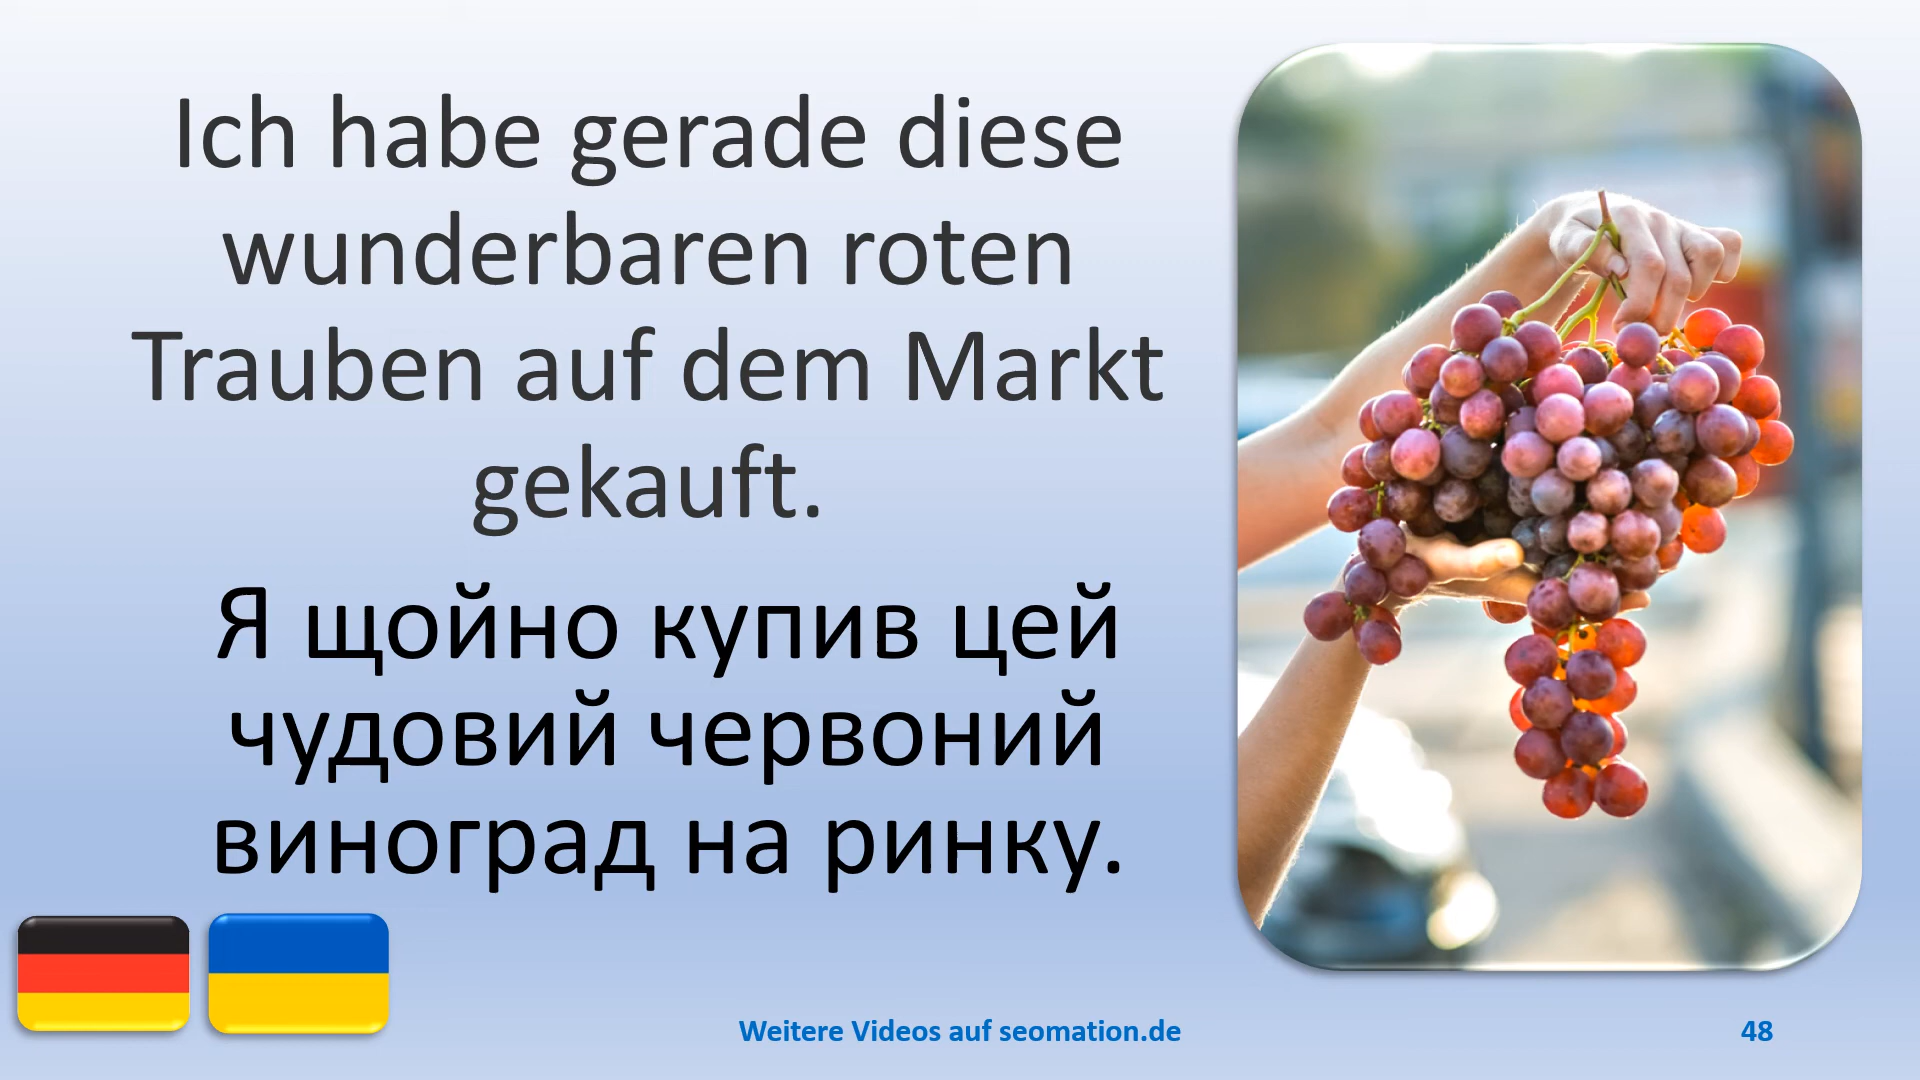 Ich habe gerade diese
wunderbaren roten
Trauben auf dem Markt
gekauft.
Я щойно купив цей
чудовий червоний
виноград на ринку.
Weitere Videos auf seomation.de
48